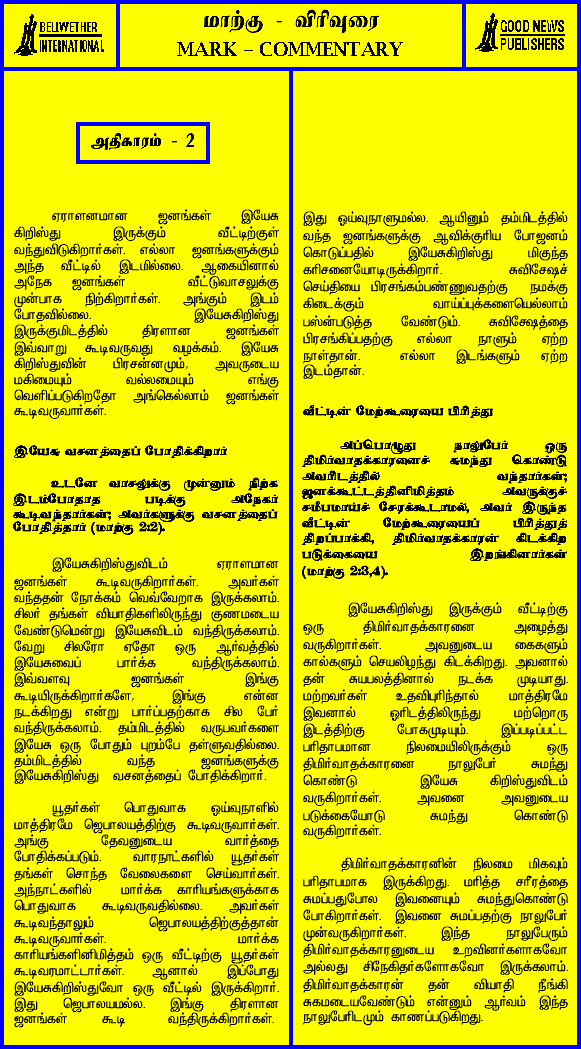 BELLWETHER
INTERNATIONAL
மாற்கு - விரிவுரை
MARK – COMMENTARY
GOOD NEWS
PUBLISHERS
அதிகாரம் - 2
ஏராளனமான ஜனங்கள் இயேசு
கிறிஸ்து இருக்கும் வீட்டிற்குள்
வந்துவிடுகிறார்கள். எல்லா ஜனங்களுக்கும்
அந்த வீட்டில் இடமில்லை. ஆகையினால்
அநேக ஜனங்கள் வீட்டுவாசலுக்கு
முன்பாக நிற்கிறார்கள். அங்கும் இடம்
போதவில்லை. இயேசுகிறிஸ்து
இருக்குமிடத்தில் திரளான ஜனங்கள்
இவ்வாறு கூடிவருவது வழக்கம். இயேசு
கிறிஸ்துவின் பிரசன்னமும், அவருடைய
மகிமையும் வல்லமையும் எங்கு
வெளிப்படுகிறதோ அங்கெல்லாம் ஜனங்கள்
கூடிவருவார்கள்.
இயேசு வசனத்தைப் போதிக்கிறார்
உடனே வாசலுக்கு முன்னும் நிற்க
இடம்போதாத படிக்கு அநேகர்
கூடிவந்தார்கள்; அவர்களுக்கு வசனத்தைப்
போதித்தார் (மாற்கு 2:2).
இயேசுகிறிஸ்துவிடம் ஏராளமான
ஜனங்கள் கூடிவருகிறார்கள். அவர்கள்
வந்ததன் நோக்கம் வெவ்வேறாக இருக்கலாம்.
சிலர் தங்கள் வியாதிகளிலிருந்து குணமடைய
வேண்டுமென்று இயேசுவிடம் வந்திருக்கலாம்.
வேறு சிலரோ ஏதோ ஒரு ஆர்வத்தில்
இயேசுவைப் பார்க்க வந்திருக்கலாம்.
இவ்வளவு ஜனங்கள் இங்கு
கூடியிருக்கிறார்களே, இங்கு என்ன
நடக்கிறது என்று பார்ப்பதற்காக சில பேர்
வந்திருக்கலாம். தம்மிடத்தில் வருபவர்களை
இயேசு ஒரு போதும் புறம்பே தள்ளுவதில்லை.
தம்மிடத்தில் வந்த ஜனங்களுக்கு
இயேசுகிறிஸ்து வசனத்தைப் போதிக்கிறார்.
யூதர்கள் பொதுவாக ஓய்வுநாளில்
மாத்திரமே ஜெபாலயத்திற்கு கூடிவருவார்கள்.
அங்கு தேவனுடைய வார்த்தை
போதிக்கப்படும். வாரநாட்களில் யூதர்கள்
தங்கள் சொந்த வேலைகளை செய்வார்கள்.
அந்நாட்களில் மார்க்க காரியங்களுக்காக
பொதுவாக கூடிவருவதில்லை. அவர்கள்
கூடிவந்தாலும் ஜெபாலயத்திற்குத்தான்
கூடிவருவார்கள். மார்க்க
காரியங்களினிமித்தம் ஒரு வீட்டிற்கு யூதர்கள்
கூடிவரமாட்டார்கள். ஆனால் இப்போது
இயேசுகிறிஸ்துவோ ஒரு வீட்டில் இருக்கிறார்.
இது ஜெபாலயமல்ல. இங்கு திரளான
ஜனங்கள் கூடி வந்திருக்கிறார்கள்.
இது ஓய்வுநாளுமல்ல. ஆயினும் தம்மிடத்தில்
வந்த ஜனங்களுக்கு ஆவிக்குரிய போஜனம்
கொடுப்பதில் இயேசுகிறிஸ்து மிகுந்த
கரிசனையோடிருக்கிறார். சுவிசேஷச்
செய்தியை பிரசங்கம்பண்ணுவதற்கு நமக்கு
கிடைக்கும் வாய்ப்புக்களையெல்லாம்
பஸ்ன்படுத்த வேண்டும். சுவிசேஷத்தை
பிரசங்கிப்பதற்கு எல்லா நாளும் ஏற்ற
நாள்தான். எல்லா இடங்களும் ஏற்ற
இடம்தான்.
வீட்டின் மேற்கூரையை பிரித்து
அப்பொழுது நாலுபேர் ஒரு
திமிர்வாதக்காரனைச் சுமந்து கொண்டு
அவரிடத்தில் வந்தார்கள்;
ஜனக்கூட்டத்தினிமித்தம் அவருக்குச்
சமீபமாய்ச் சேரக்கூடாமல், அவர் இருந்த
வீட்டின் மேற்கூரையைப் பிரித்துத்
திறப்பாக்கி, திமிர்வாதக்காரன் கிடக்கிற
படுக்கையை இறங்கினார்கள்
(மாற்கு 2:3,4).
இயேசுகிறிஸ்து இருக்கும் வீட்டிற்கு
ஒரு திமிர்வாதக்காரனை அழைத்து
வருகிறார்கள். அவனுடைய கைகளும்
கால்களும் செயலிழந்து கிடக்கிறது. அவனால்
தன் சுயபலத்தினால் நடக்க முடியாது.
மற்றவர்கள் உதவிபுரிந்தால் மாத்திரமே
இவனால் ஓரிடத்திலிருந்து மற்றொரு
இடத்திற்கு போகமுடியும். இப்படிப்பட்ட
பரிதாபமான நிலமையிலிருக்கும் ஒரு
திமிர்வாதக்காரனை நாலுபேர் சுமந்து
கொண்டு இயேசு கிறிஸ்துவிடம்
வருகிறார்கள். அவனை அவனுடைய
படுக்கையோடு சுமந்து கொண்டு
வருகிறார்கள்.
திமிர்வாதக்காரனின் நிலமை மிகவும்
பரிதாபமாக இருக்கிறது. மரித்த சரீரத்தை
சுமப்பதுபோல இவனையும் சுமந்துகொண்டு
போகிறார்கள். இவனை சுமப்பதற்கு நாலுபேர்
முன்வருகிறார்கள். இந்த நாலுபேரும்
திமிர்வாதக்காரனுடைய உறவினர்களாகவோ
அல்லது சிநேகிதர்களோகவோ இருக்கலாம்.
திமிர்வாதக்காரன் தன் வியாதி நீங்கி
சுகமடையவேண்டும் என்னும் ஆர்வம் இந்த
நாலுபேரிடமும் காணப்படுகிறது.